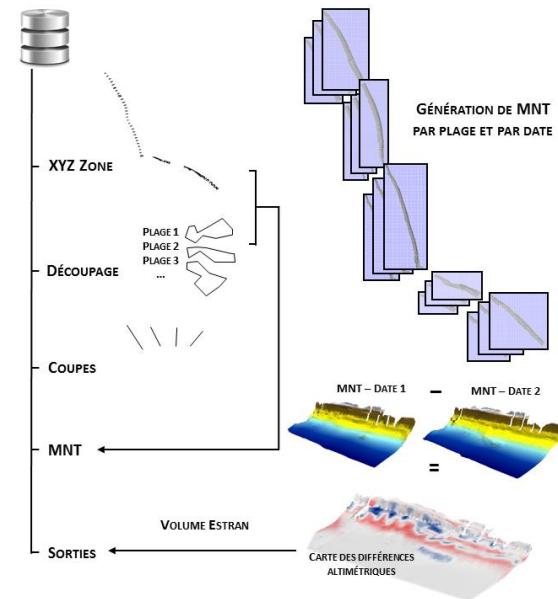 GÉNÉRATION DE MNT
PAR PLAGE ET PAR DATE
XYZ ZONE
PLAGE 1
PLAGE 2
PLAGE 3
...
DÉCOUPAGE
COUPES
MNT – DATE 1 – MNT – DATE 2
MNT
=
VOLUME ESTRAN
SORTIES
CARTE DES DIFFÉRENCES
ALTIMÉTRIQUES